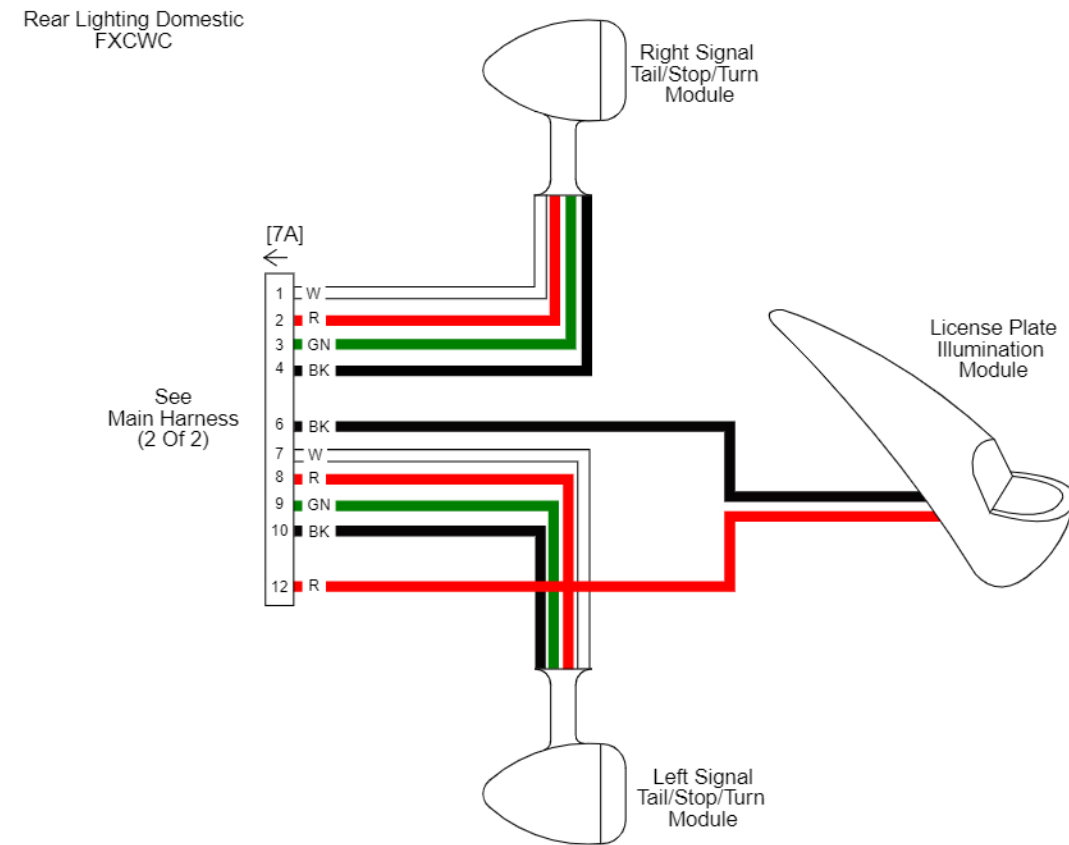 Rear Lighting Domestic
FXCWC
Right Signal
Tail/Stop/Turn
Module
[7A]
1 W
2 R
3 GN
4 BK
License Plate
Illumination
Module
See
Main Harness
(2 Of 2)
6 BK
7 W
8 R
9 GN
10 BK
12 R
Left Signal
Tail/Stop/Turn
Module